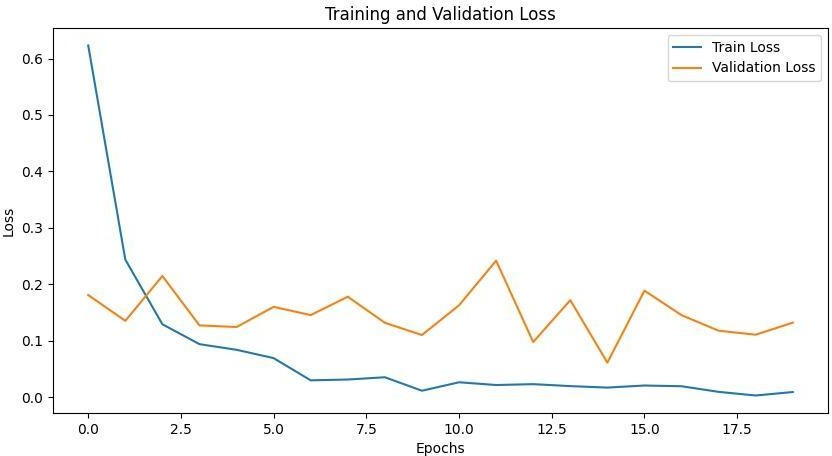 Training and Validation Loss
Train Loss
Validation Loss
Loss
0.6
0.5
0.4
0.3
0.2
0.1
0.0
0.0 2.5 5.0 7.5 10.0 12.5 15.0 17.5
Epochs